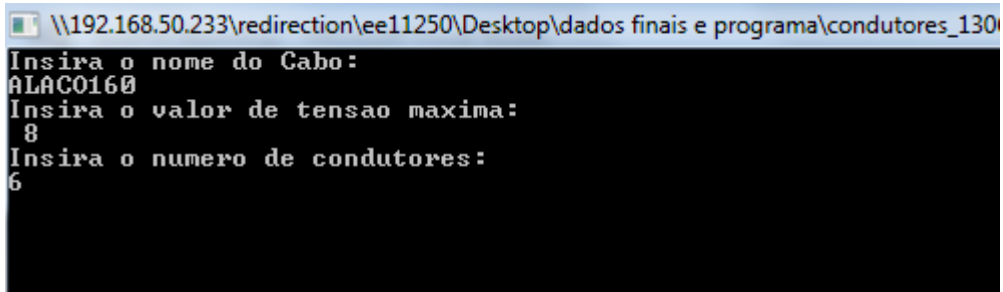 \\192.168.50.233\redirection\ee11250\Desktop\dados finais e programa\condutores_130
Insira o nome do Cabo:
ALACO160
Insira o valor de tensao maxima:
8
Insira o numero de condutores:
6